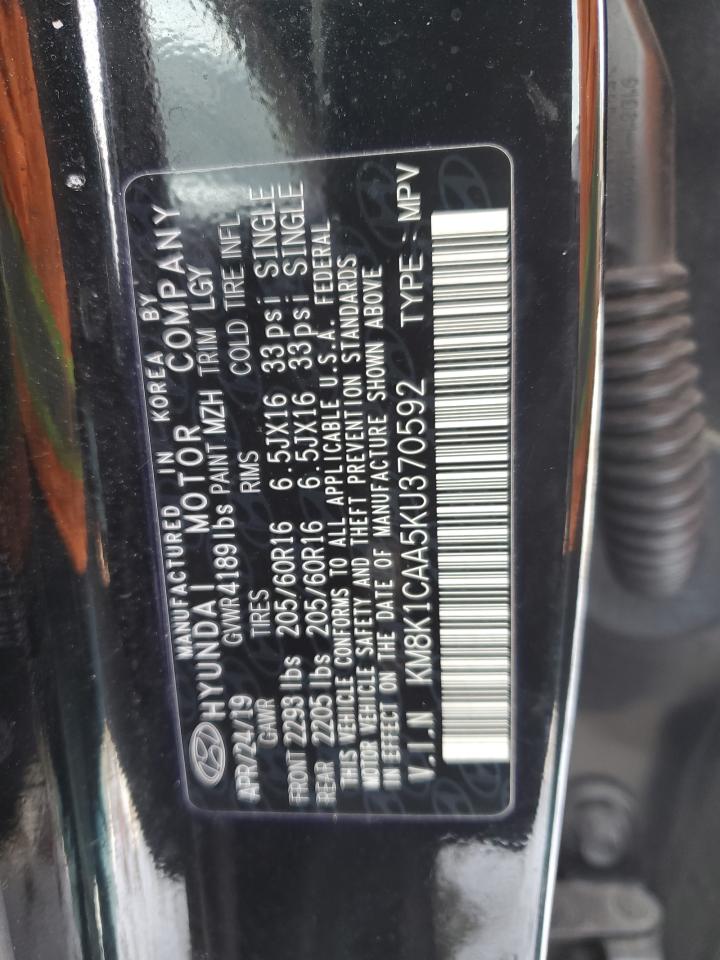 MANUFACTURED IN KOREA BY
HYUNDAI MOTOR COMPANY
APR/24/19 GVWR 4189 lbs PAINT MZH TRIM LGY
GAWR TIRES RIMS COLD TIRE INFL
FRONT 2293 lbs 205/60R16 6.5JX16 33psi SINGLE
REAR 2205 lbs 205/60R16 6.5JX16 33psi SINGLE
THIS VEHICLE CONFORMS TO ALL APPLICABLE U.S.A. FEDERAL
MOTOR VEHICLE SAFETY AND THEFT PREVENTION STANDARDS
IN EFFECT ON THE DATE OF MANUFACTURE SHOWN ABOVE
V.I.N KM8K1CAA5KU370592 TYPE : MPV